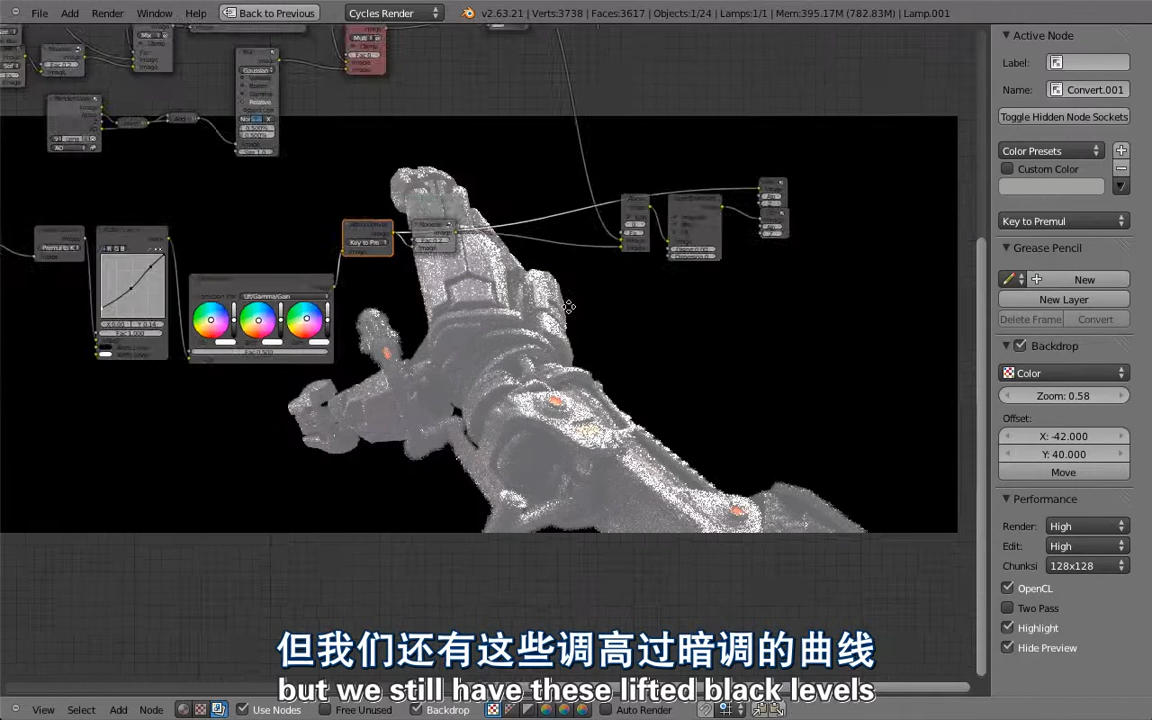 File Add Render Window Help Back to Previous Cycles Render v2.63.21 | Verts:3738 | Faces:3617 | Objects:1/24 | Lamps:1/1 | Mem:395.17M (782.83M) | Lamp.001
Active Node
Label:
Name: Convert.001
Toggle Hidden Node Sockets
Color Presets
Custom Color
Key to Premul
Grease Pencil
New
New Layer
Delete Frame Convert
Backdrop
Color
Zoom: 0.58
Offset:
X: -42.000
Y: 40.000
Move
Performance
Render: High
Edit: High
Chunksi 128x128
OpenCL
Two Pass
Highlight
Hide Preview
Gaussian
Relative
Key to Pre
Lift/Gamma/Gain
但我们还有这些调高过暗调的曲线
but we still have these lifted black levels
View Select Add Node Use Nodes Free Unused Backdrop Auto Render